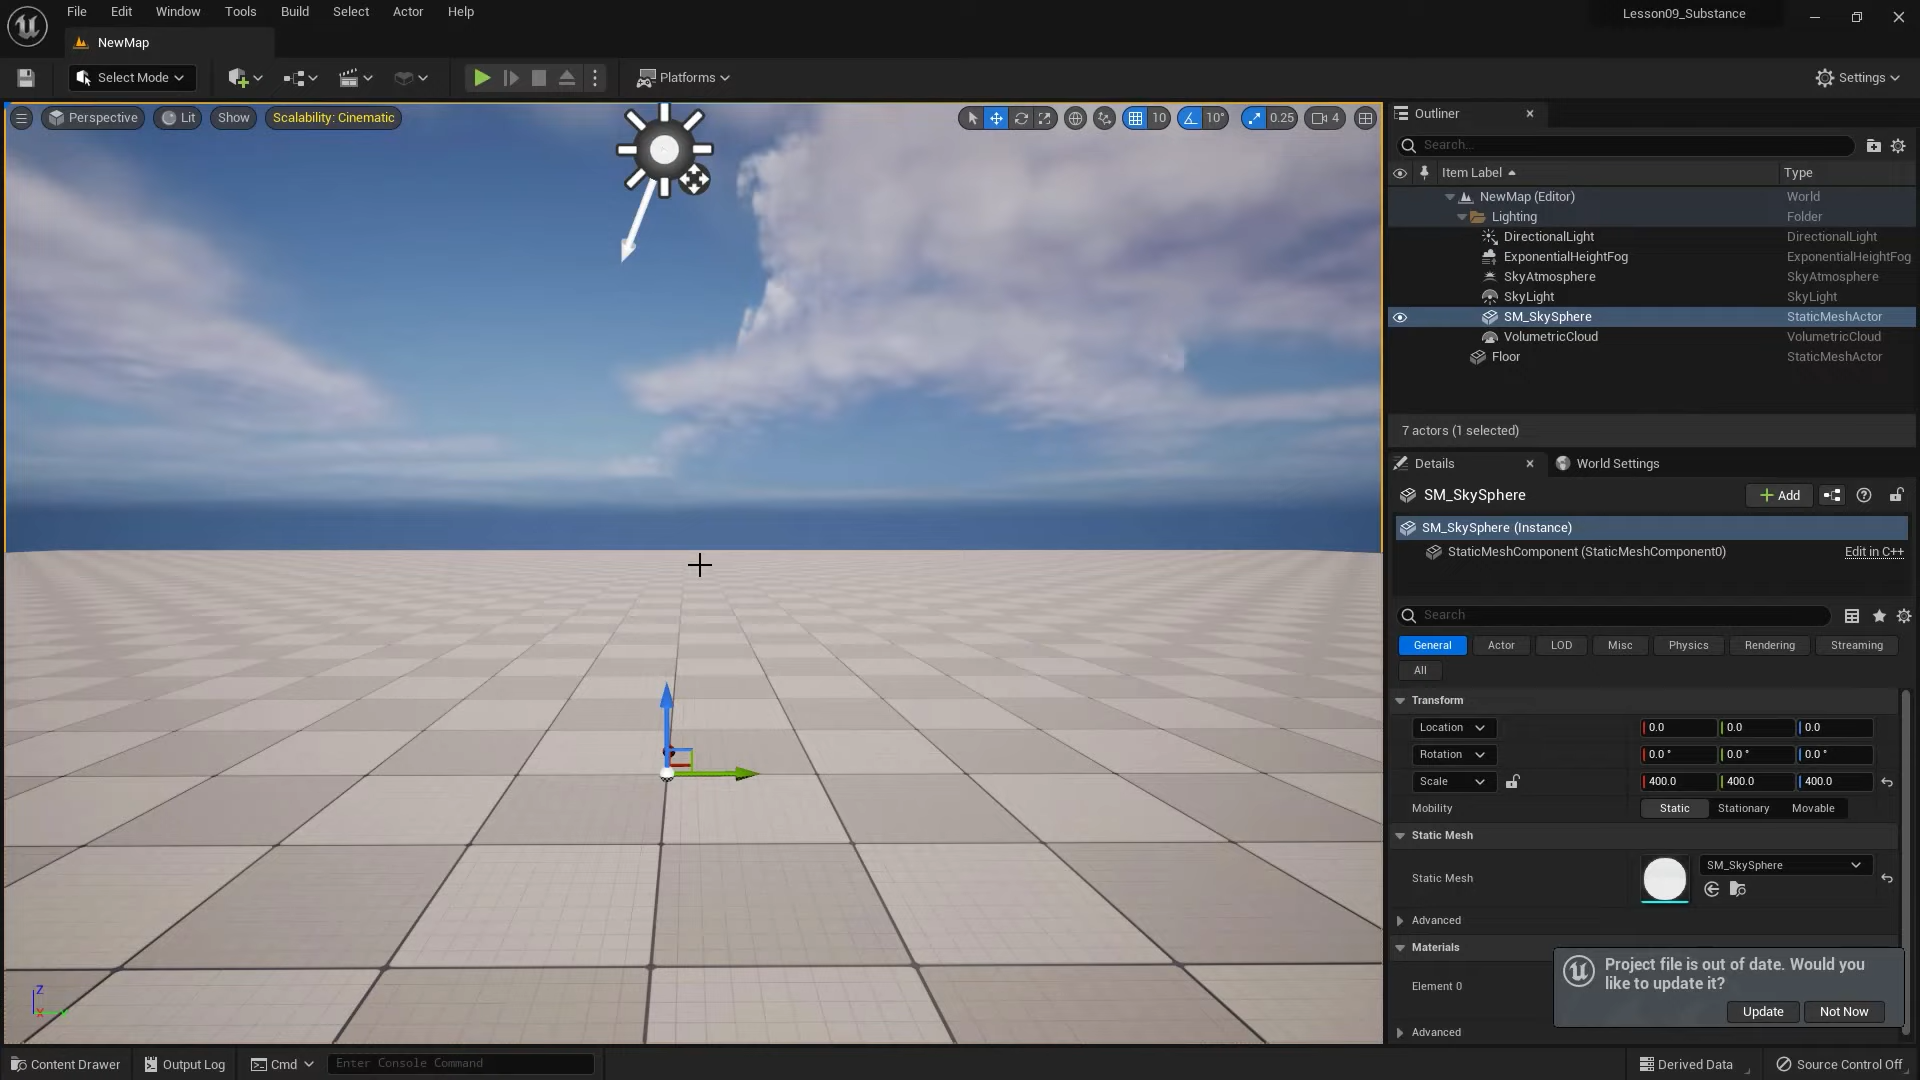 File Edit Window Tools Build Select Actor Help
Lesson09_Substance
NewMap
Select Mode
Platforms
Settings
Perspective
Lit
Show
Scalability: Cinematic
10
10°
0.25
4
Outliner
Search...
Item Label
Type
NewMap (Editor) World
Lighting Folder
DirectionalLight DirectionalLight
ExponentialHeightFog ExponentialHeightFog
SkyAtmosphere SkyAtmosphere
SkyLight SkyLight
SM_SkySphere StaticMeshActor
VolumetricCloud VolumetricCloud
Floor StaticMeshActor
7 actors (1 selected)
Details
World Settings
SM_SkySphere
Add
SM_SkySphere (Instance)
StaticMeshComponent (StaticMeshComponent0) Edit in C++
Search
General Actor LOD Misc Physics Rendering Streaming
All
Transform
Location 0.0 0.0 0.0
Rotation 0.0 ° 0.0 ° 0.0 °
Scale 400.0 400.0 400.0
Mobility Static Stationary Movable
Static Mesh
Static Mesh
SM_SkySphere
Advanced
Materials
Element 0
Advanced
Project file is out of date. Would you
like to update it?
Update Not Now
Z
X
Y
Content Drawer
Output Log
Cmd
Enter Console Command
Derived Data
Source Control Off